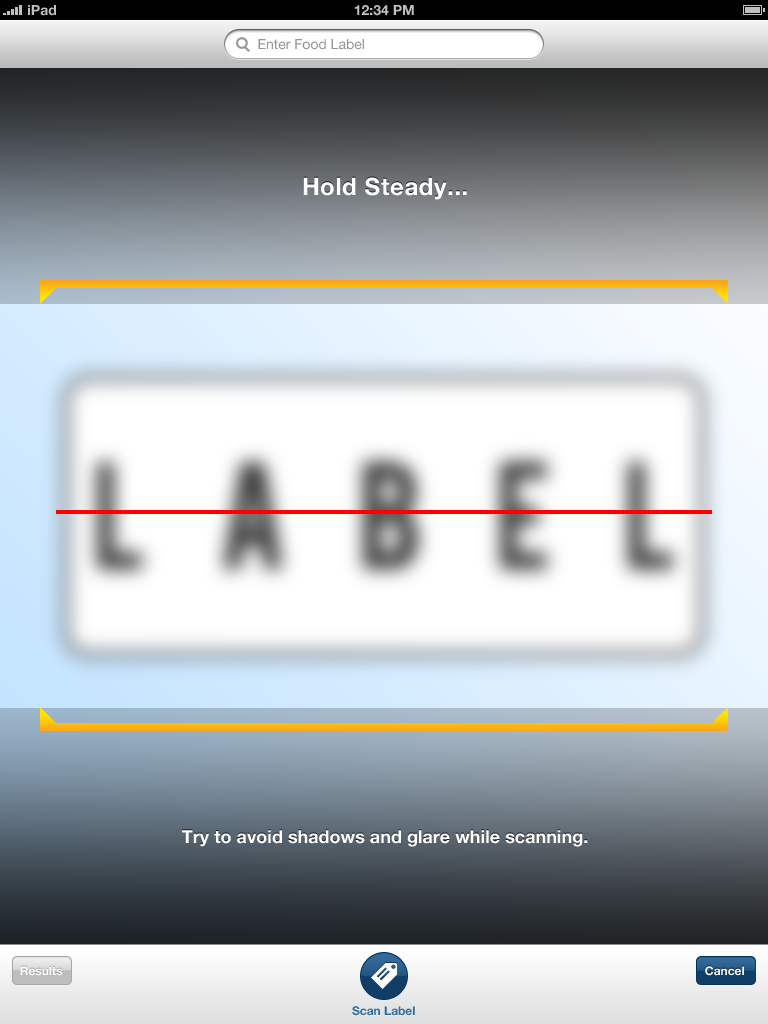 iPad 12:34 PM
Enter Food Label
Hold Steady...
L A B E L
Try to avoid shadows and glare while scanning.
Results
Cancel
Scan Label